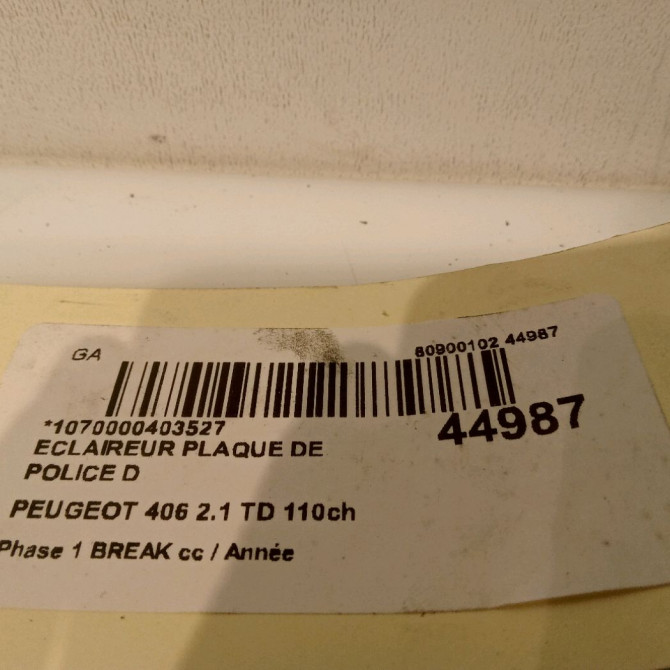 GA
80900102 44987
*1070000403527
44987
ECLAIREUR PLAQUE DE
POLICE D
PEUGEOT 406 2.1 TD 110ch
Phase 1 BREAK cc / Année